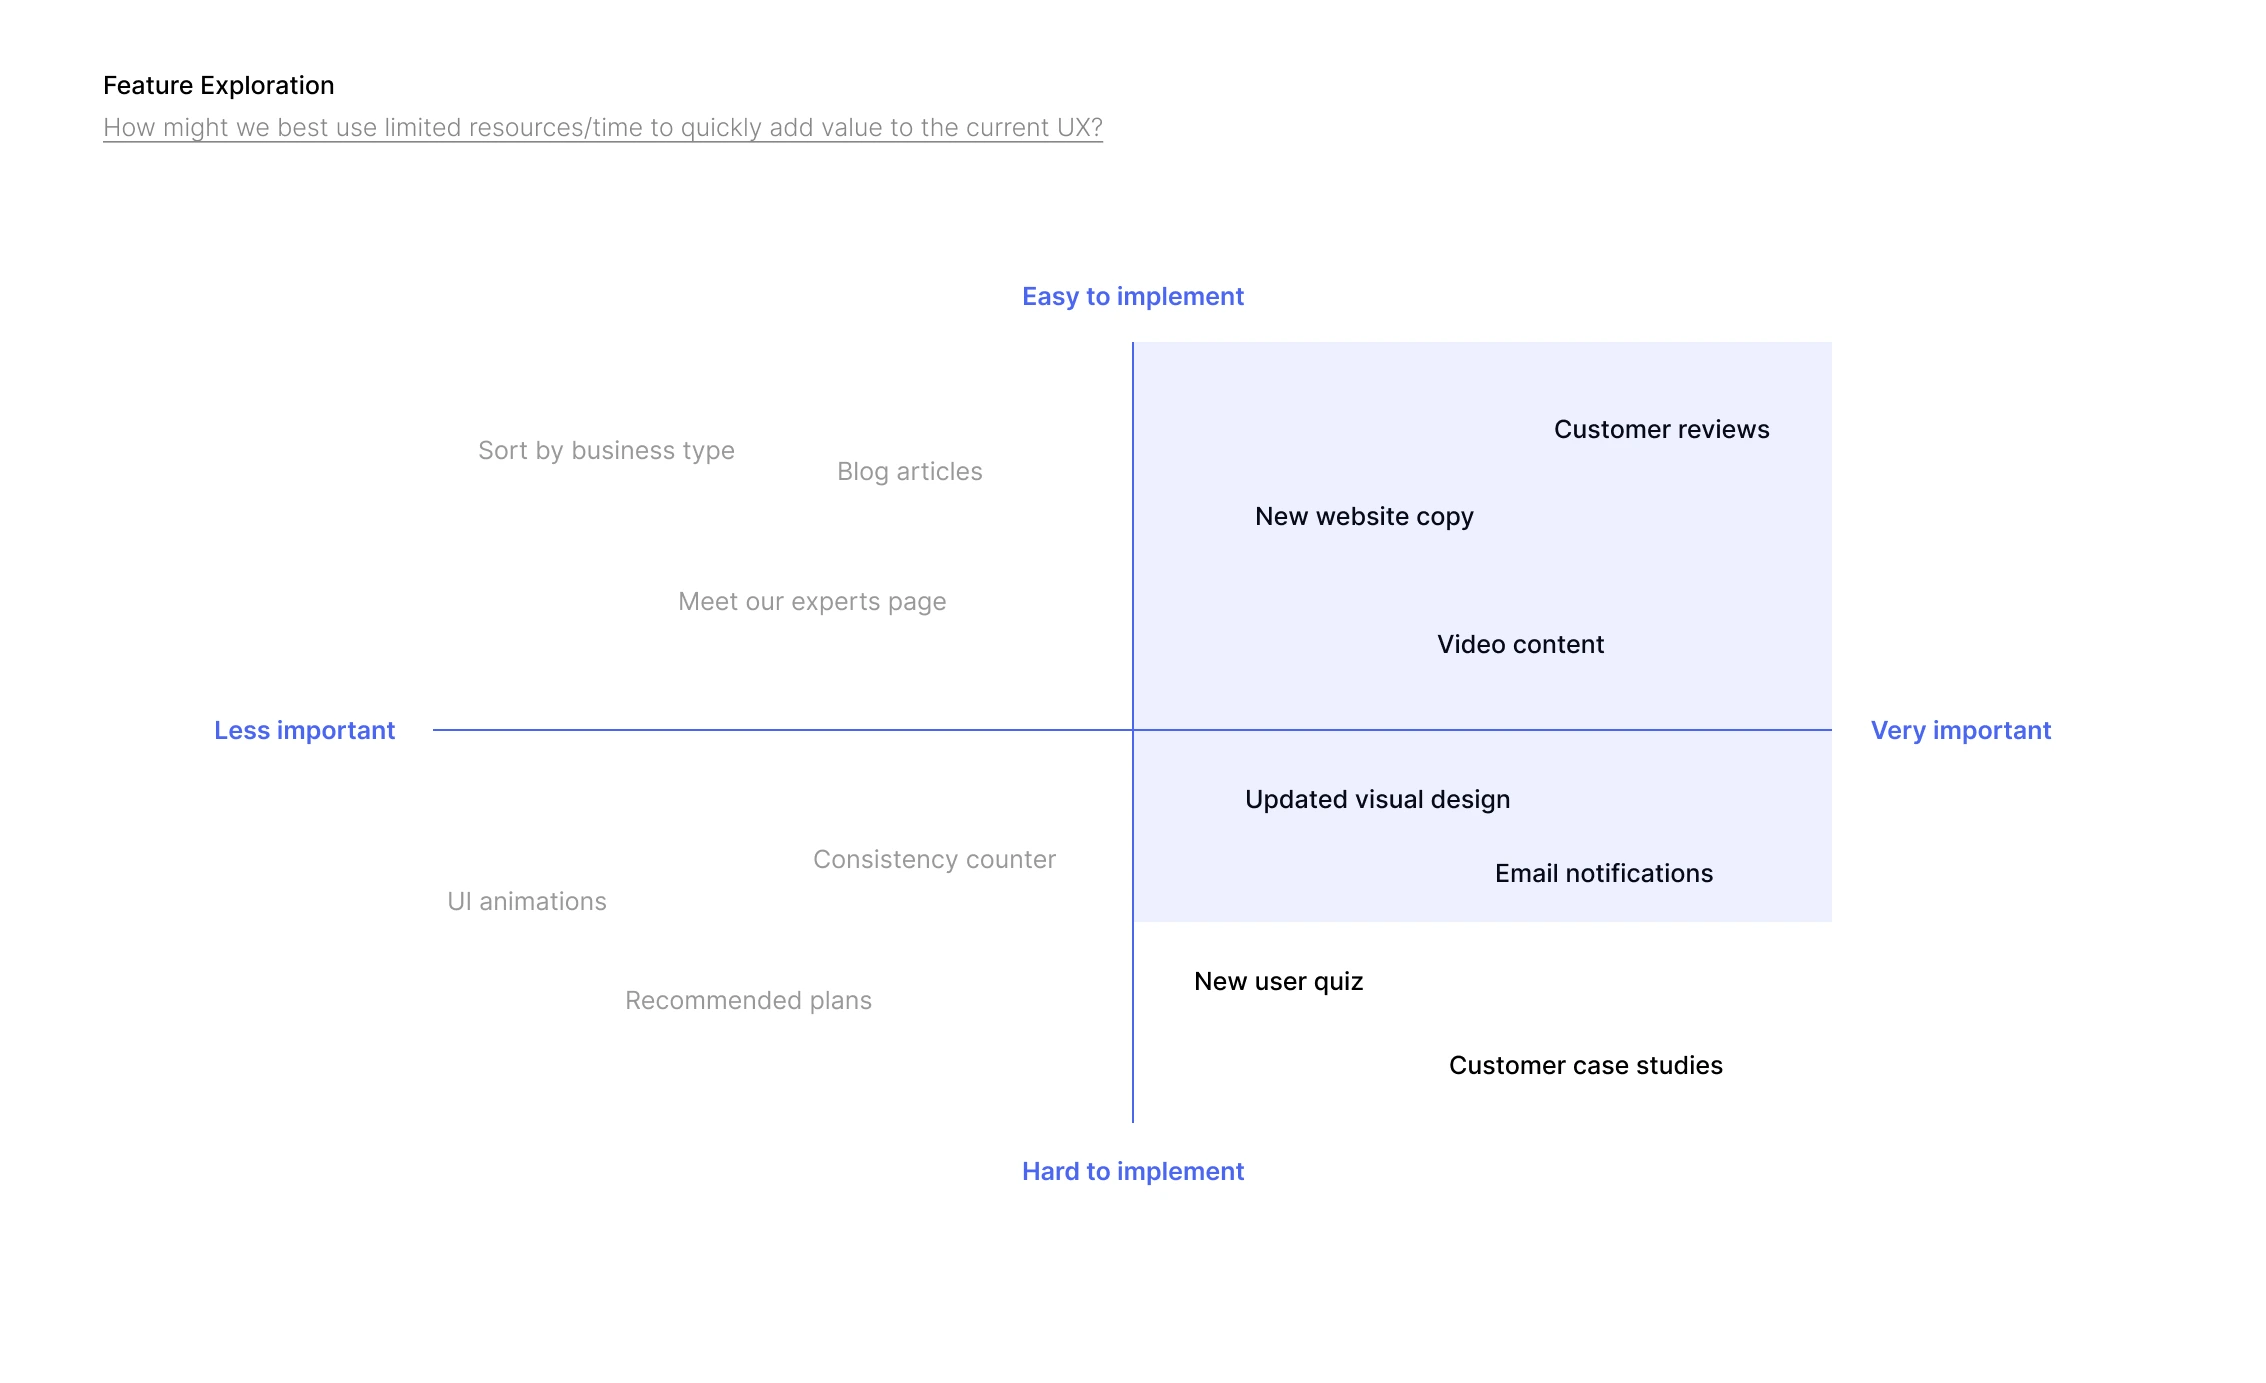 Feature Exploration
How might we best use limited resources/time to quickly add value to the current UX?
Easy to implement
Customer reviews
Sort by business type
Blog articles
New website copy
Meet our experts page
Video content
Less important
Very important
Updated visual design
Consistency counter
Email notifications
UI animations
New user quiz
Recommended plans
Customer case studies
Hard to implement